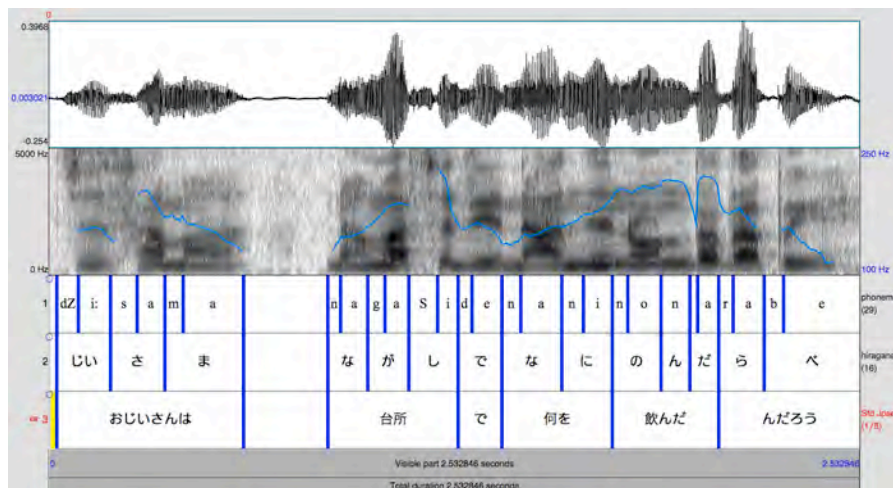 0
0.3968
0.003021
-0.254
5000 Hz 250 Hz
0 Hz 100 Hz
1 dZ i: s a m a n a g a S i d e n a n i n o n a r a b e phonem
(29)
2 じい さ ま な が し で な に の ん だ ら べ hiragana
(16)
3 おじいさんは 台所 で 何を 飲んだ んだろう
0 Visible part 2.532846 seconds 2.532846
Total duration 2.532846 seconds